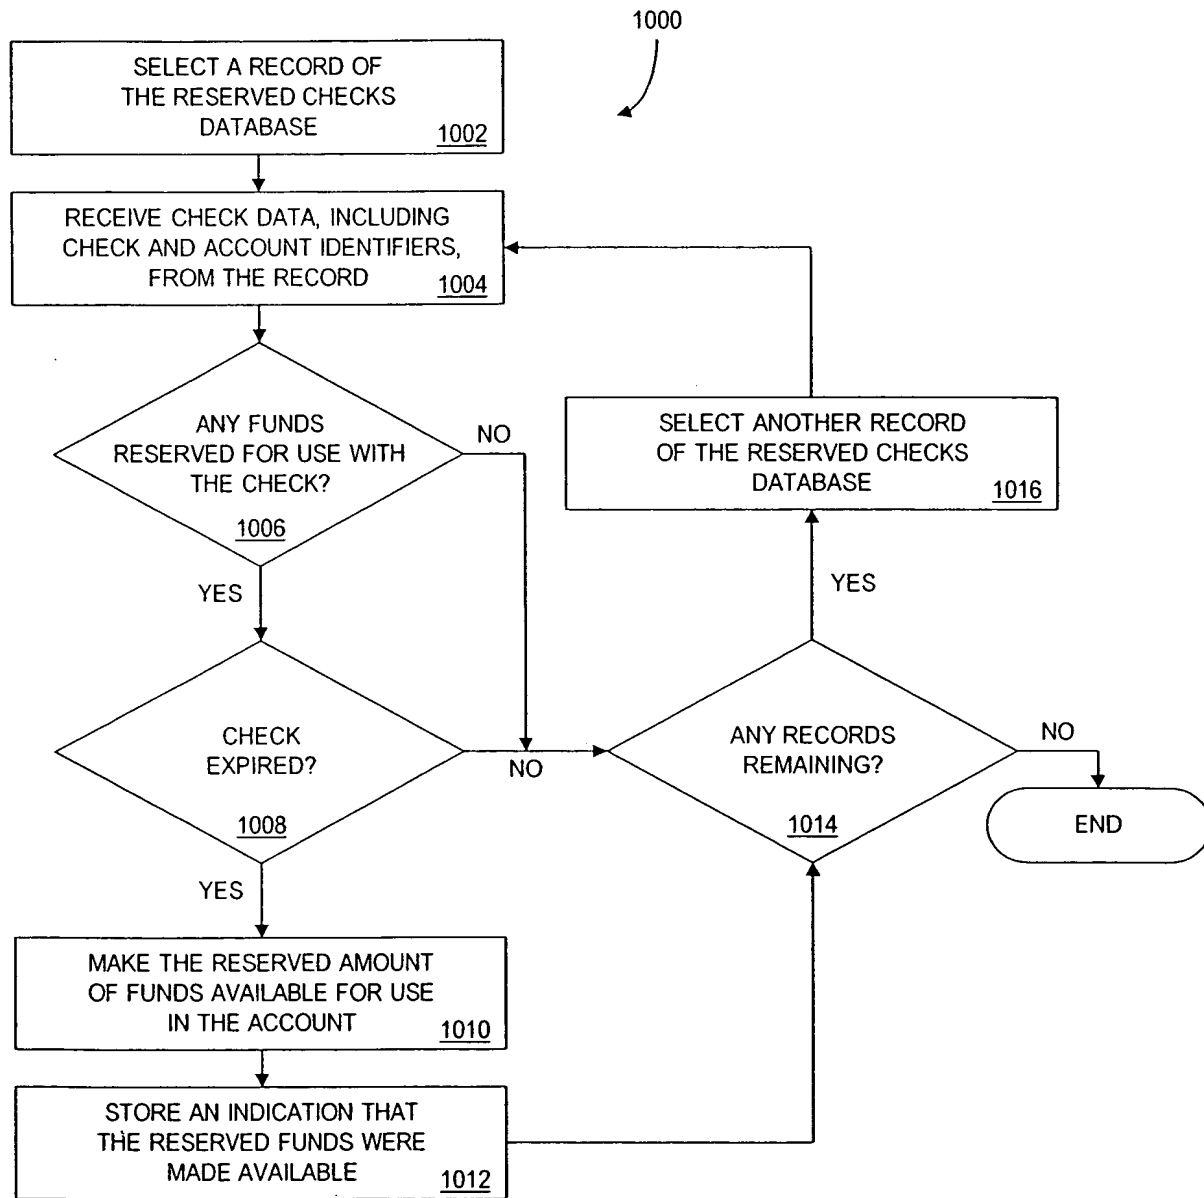 1000
SELECT A RECORD OF
THE RESERVED CHECKS
DATABASE
1002
RECEIVE CHECK DATA, INCLUDING
CHECK AND ACCOUNT IDENTIFIERS,
FROM THE RECORD
1004
ANY FUNDS
RESERVED FOR USE WITH
THE CHECK?
1006
NO
YES
SELECT ANOTHER RECORD
OF THE RESERVED CHECKS
DATABASE
1016
YES
CHECK
EXPIRED?
1008
NO
YES
ANY RECORDS
REMAINING?
1014
NO
END
MAKE THE RESERVED AMOUNT
OF FUNDS AVAILABLE FOR USE
IN THE ACCOUNT
1010
STORE AN INDICATION THAT
THE RESERVED FUNDS WERE
MADE AVAILABLE
1012